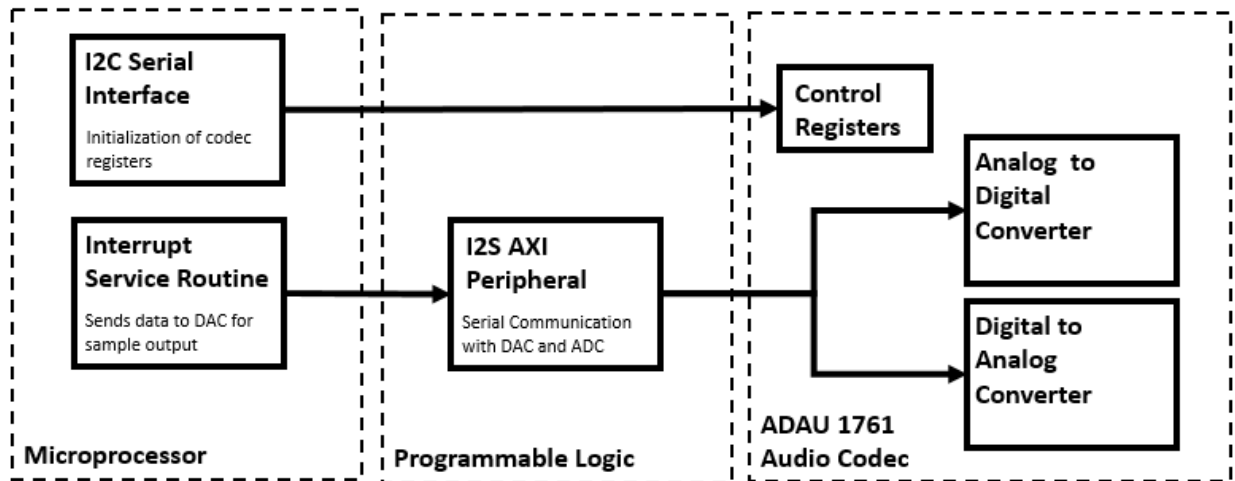 I2C Serial
Interface
Initialization of codec
registers
Interrupt
Service Routine
Sends data to DAC for
sample output
Microprocessor
I2S AXI
Peripheral
Serial Communication
with DAC and ADC
Programmable Logic
Control
Registers
Analog to
Digital
Converter
Digital to
Analog
Converter
ADAU 1761
Audio Codec